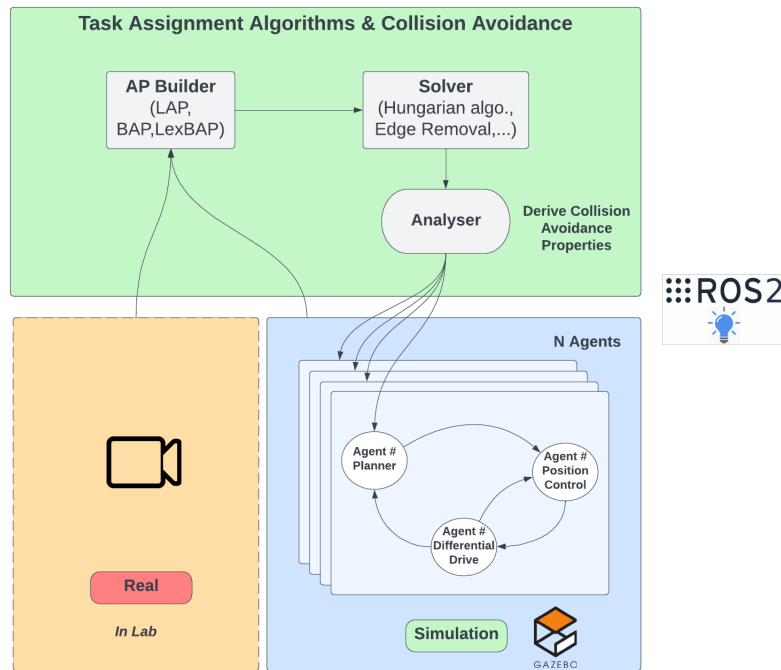 Task Assignment Algorithms & Collision Avoidance
AP Builder
(LAP,
BAP,LexBAP)
Solver
(Hungarian algo.,
Edge Removal,...)
Analyser
Derive Collision
Avoidance
Properties
ROS2
N Agents
Agent #
Planner
Agent #
Position
Control
Agent #
Differential
Drive
Real
In Lab
Simulation
GAZEBO